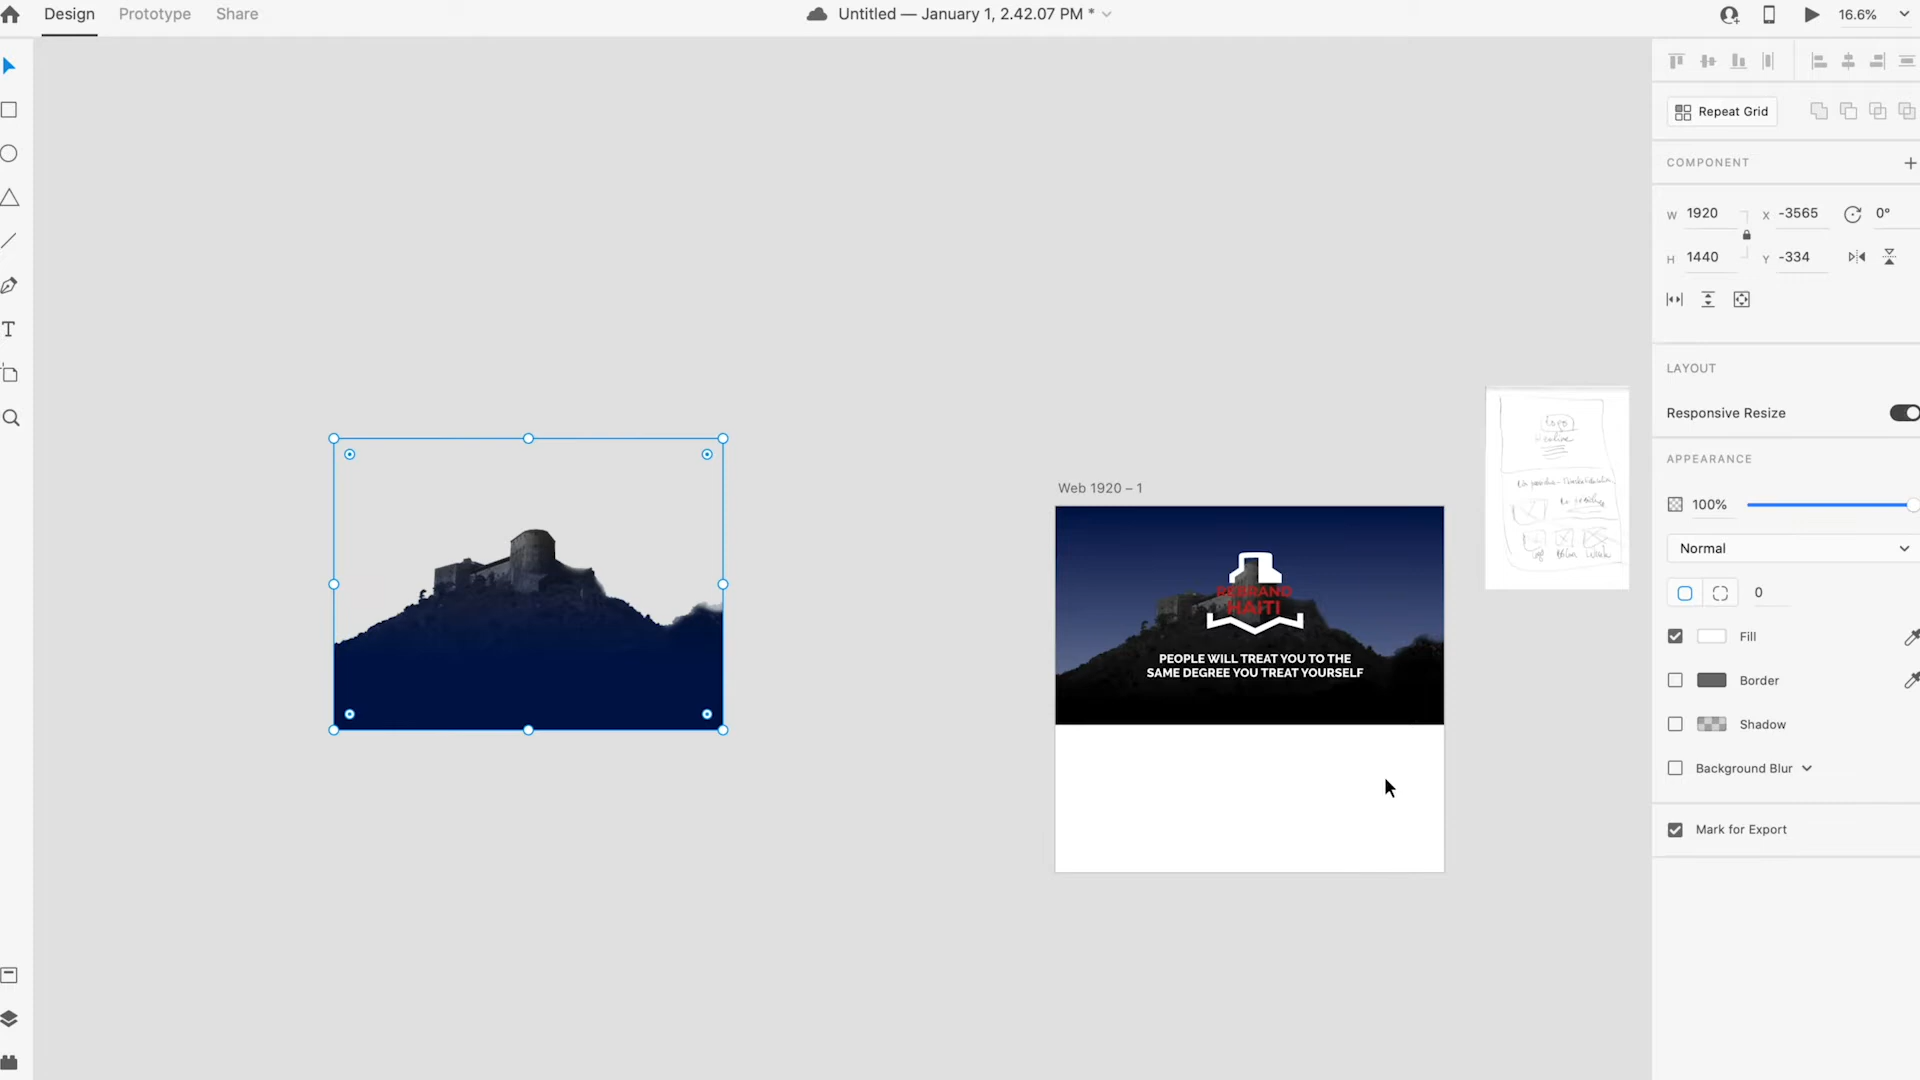 Design
Prototype
Share
Untitled — January 1, 2.42.07 PM *
16.6%
Repeat Grid
COMPONENT
W 1920
X -3565
0°
H 1440
Y -334
LAYOUT
Responsive Resize
APPEARANCE
100%
Normal
0
Fill
Border
Shadow
Background Blur
Mark for Export
T
Web 1920 – 1
REBRAND
HAITI
PEOPLE WILL TREAT YOU TO THE
SAME DEGREE YOU TREAT YOURSELF
Logo